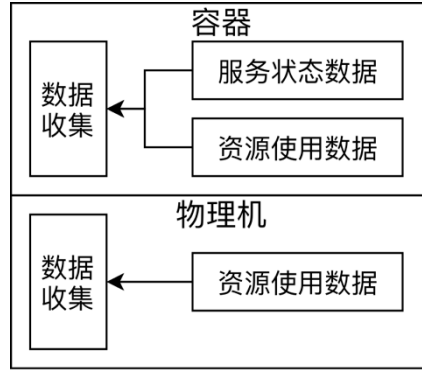 容器
数据
收集
服务状态数据
资源使用数据
物理机
数据
收集
资源使用数据